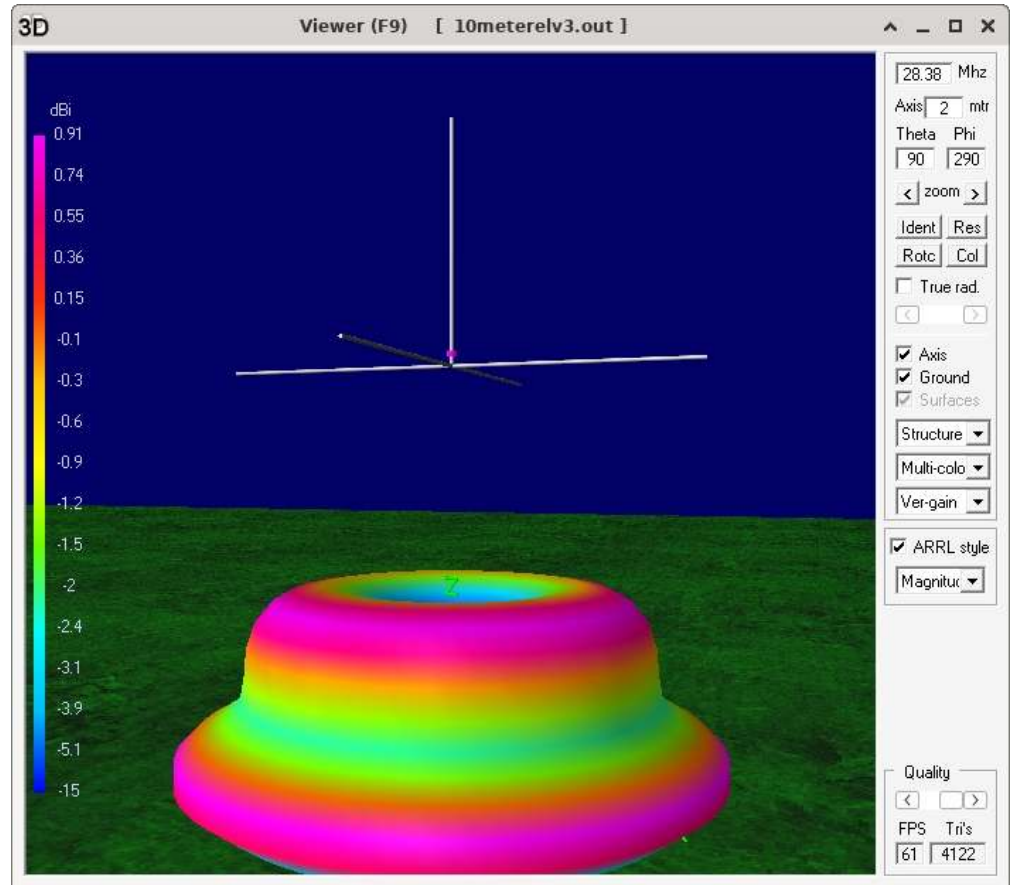 3D Viewer (F9) [ 10meterelv3.out ]
dBi
0.91
0.74
0.55
0.36
0.15
-0.1
-0.3
-0.6
-0.9
-1.2
-1.5
-2
-2.4
-3.1
-3.9
-5.1
-15
Z
28.38 Mhz
Axis 2 mtr
Theta Phi
90 290
< zoom >
Ident Res
Rotc Col
True rad.
< >
Axis
Ground
Surfaces
Structure
Multi-colo
Ver-gain
ARRL style
Magnituc
Quality
< >
FPS Tri's
61 4122